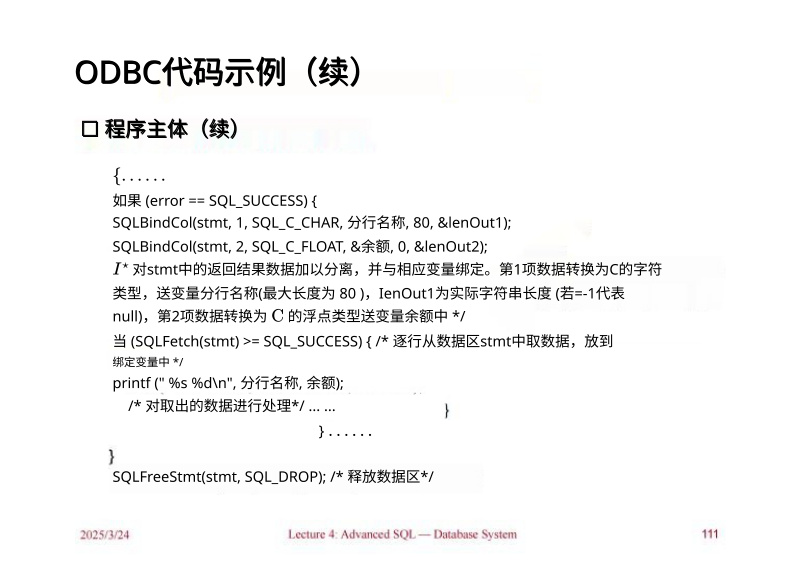 ODBC代码示例（续）
□ 程序主体（续）
{......
如果 (error == SQL_SUCCESS) {
SQLBindCol(stmt, 1, SQL_C_CHAR, 分行名称, 80, &lenOut1);
SQLBindCol(stmt, 2, SQL_C_FLOAT, &余额, 0, &lenOut2);
I* 对stmt中的返回结果数据加以分离，并与相应变量绑定。第1项数据转换为C的字符
类型，送变量分行名称(最大长度为 80 )，IenOut1为实际字符串长度 (若=-1代表
null)，第2项数据转换为 C 的浮点类型送变量余额中 */
当 (SQLFetch(stmt) >= SQL_SUCCESS) { /* 逐行从数据区stmt中取数据，放到
绑定变量中 */
printf (" %s %d\n", 分行名称, 余额);
/* 对取出的数据进行处理*/ ... ... }
} ......
}
SQLFreeStmt(stmt, SQL_DROP); /* 释放数据区*/
2025/3/24 Lecture 4: Advanced SQL — Database System 111